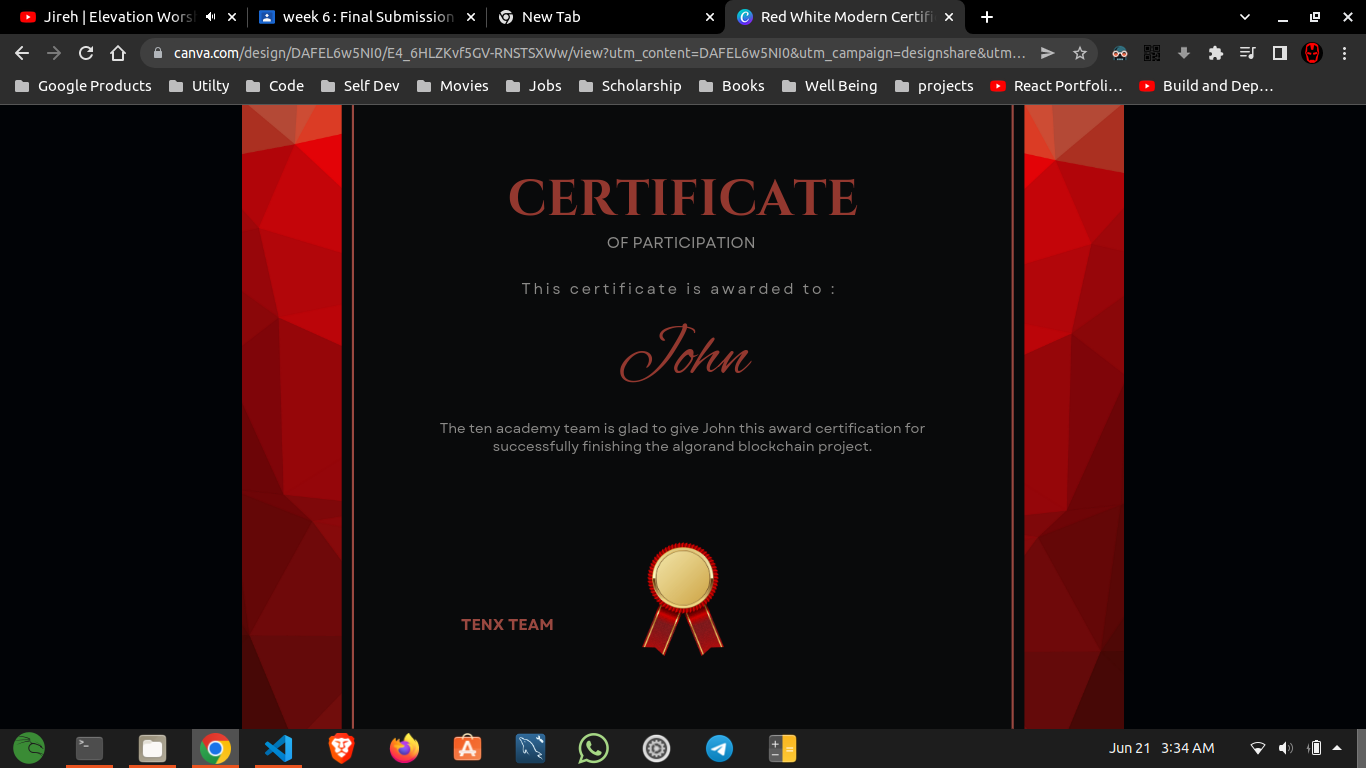 Jireh | Elevation Wors
week 6 : Final Submission
New Tab
Red White Modern Certifi
canva.com/design/DAFEL6w5NI0/E4_6HLZKvf5GV-RNSTSXWw/view?utm_content=DAFEL6w5NI0&utm_campaign=designshare&utm...
Google Products
Utilty
Code
Self Dev
Movies
Jobs
Scholarship
Books
Well Being
projects
React Portfoli...
Build and Dep...
CERTIFICATE
OF PARTICIPATION
This certificate is awarded to :
John
The ten academy team is glad to give John this award certification for
successfully finishing the algorand blockchain project.
TENX TEAM
Jun 21 3:34 AM